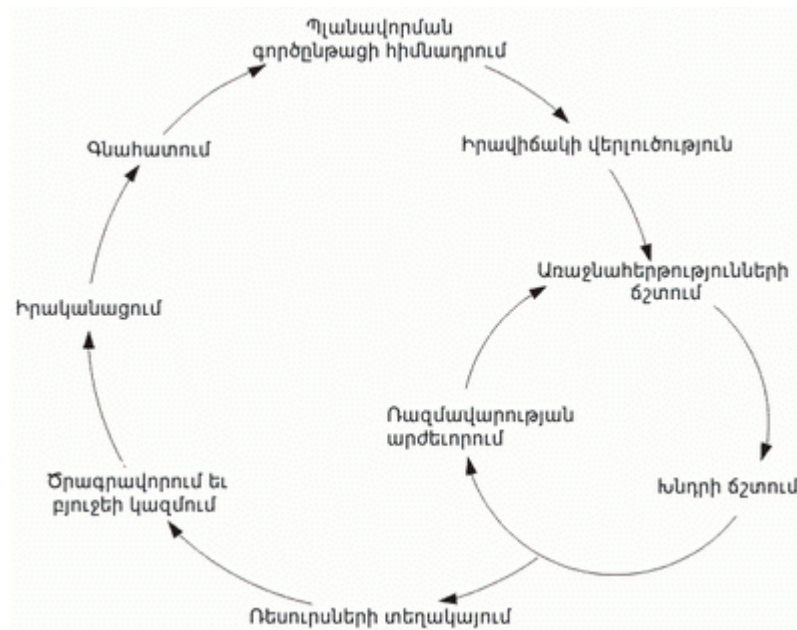 Պլանավորման
գործընթացի հիմնադրում
Իրավիճակի վերլուծություն
Առաջնահերթությունների
ճշտում
Խնդրի ճշտում
Ռազմավարության
արժեւորում
Ռեսուրսների տեղակայում
Ծրագրավորում եւ
բյուջեի կազմում
Իրականացում
Գնահատում